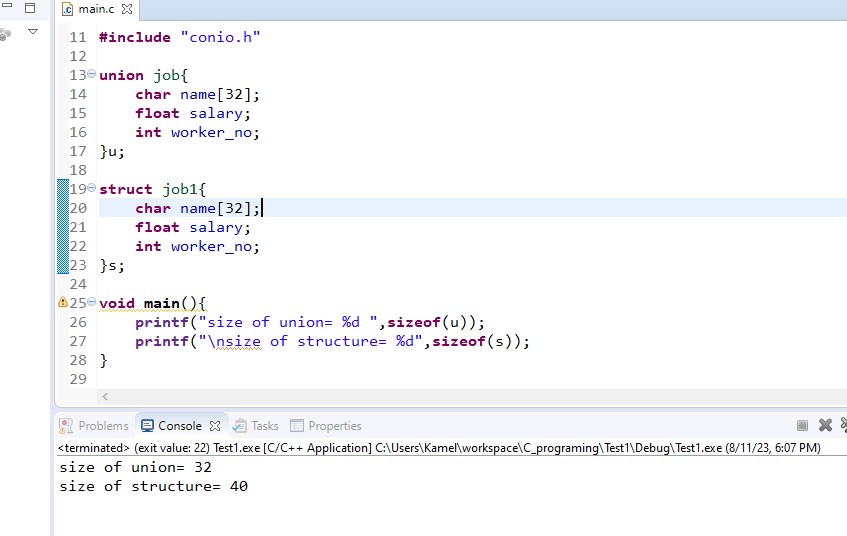 main.c
11 #include "conio.h"
12
13 union job{
14     char name[32];
15     float salary;
16     int worker_no;
17 }u;
18
19 struct job1{
20     char name[32];
21     float salary;
22     int worker_no;
23 }s;
24
25 void main(){
26     printf("size of union= %d ",sizeof(u));
27     printf("\nsize of structure= %d",sizeof(s));
28 }
29
Problems Console Tasks Properties
<terminated> (exit value: 22) Test1.exe [C/C++ Application] C:\Users\Kamel\workspace\C_programing\Test1\Debug\Test1.exe (8/11/23, 6:07 PM)
size of union= 32
size of structure= 40